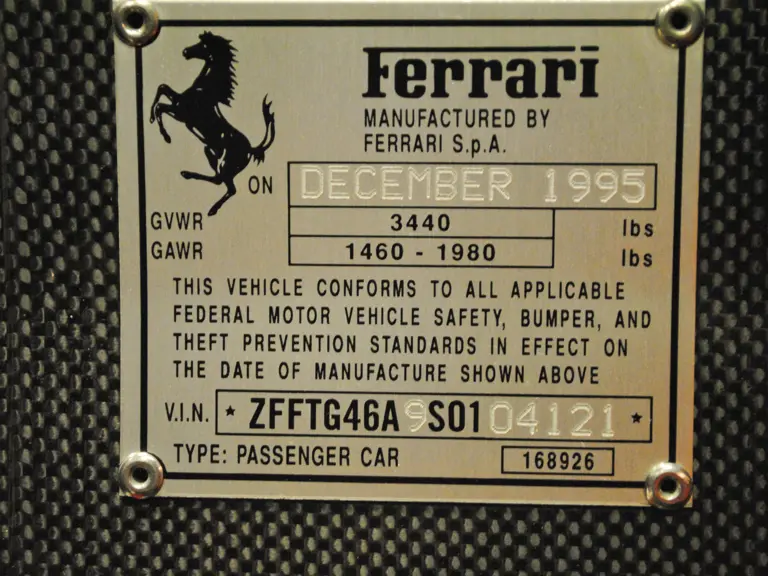 Ferrari
MANUFACTURED BY
FERRARI S.p.A.
ON DECEMBER 1995
GVWR 3440 lbs
GAWR 1460 - 1980 lbs
THIS VEHICLE CONFORMS TO ALL APPLICABLE
FEDERAL MOTOR VEHICLE SAFETY, BUMPER, AND
THEFT PREVENTION STANDARDS IN EFFECT ON
THE DATE OF MANUFACTURE SHOWN ABOVE
V.I.N. * ZFFTG46A9S0104121 *
TYPE: PASSENGER CAR 168926